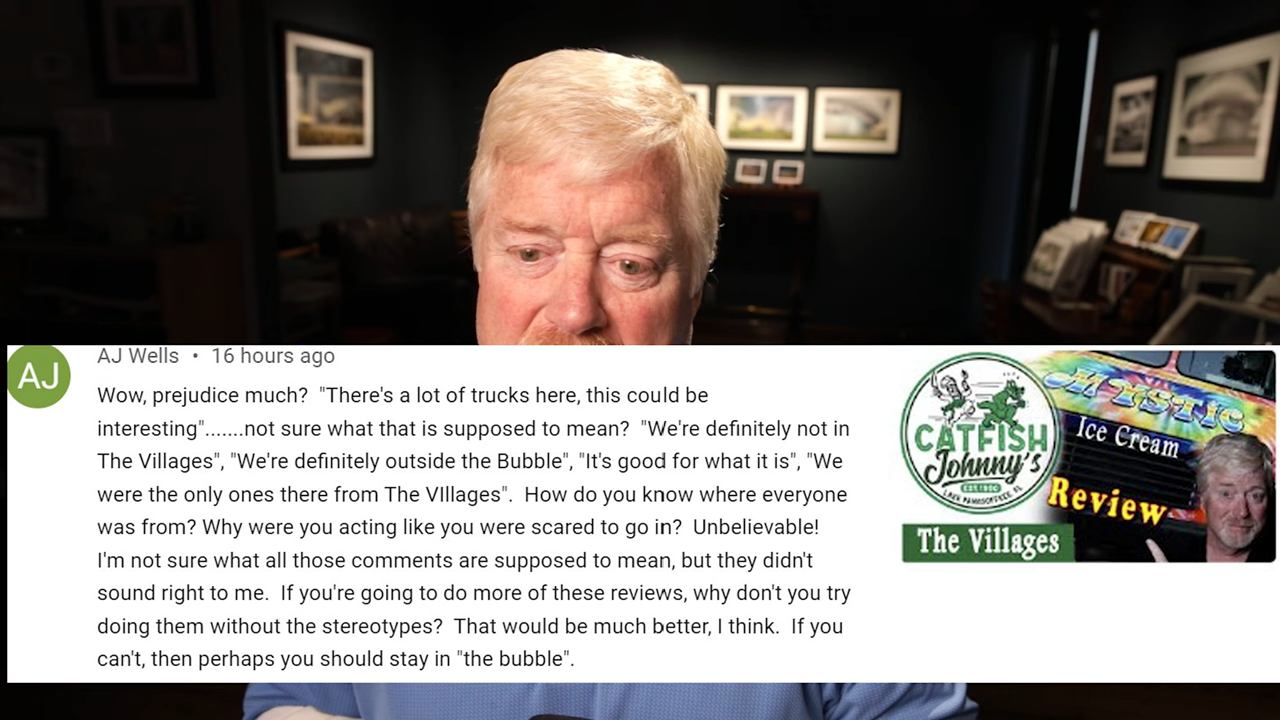 AJ Wells • 16 hours ago
AJ
Wow, prejudice much? "There's a lot of trucks here, this could be
interesting".......not sure what that is supposed to mean? "We're definitely not in
The Villages", "We're definitely outside the Bubble", "It's good for what it is", "We
were the only ones there from The VIllages". How do you know where everyone
was from? Why were you acting like you were scared to go in? Unbelievable!
I'm not sure what all those comments are supposed to mean, but they didn't
sound right to me. If you're going to do more of these reviews, why don't you try
doing them without the stereotypes? That would be much better, I think. If you
can't, then perhaps you should stay in "the bubble".
MYSTIC
Ice Cream
Review
CATFISH
Johnny's
EST. 1990
LAKE PANASOFFKEE, FL
The Villages